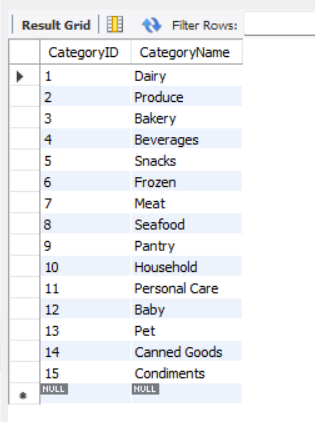 Result Grid Filter Rows:
CategoryID CategoryName
1 Dairy
2 Produce
3 Bakery
4 Beverages
5 Snacks
6 Frozen
7 Meat
8 Seafood
9 Pantry
10 Household
11 Personal Care
12 Baby
13 Pet
14 Canned Goods
15 Condiments
NULL NULL